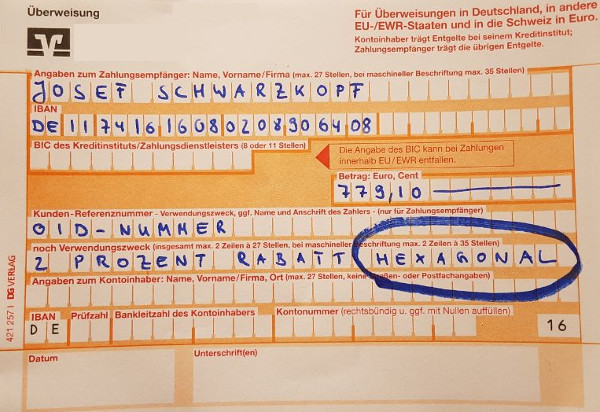 Überweisung
Für Überweisungen in Deutschland, in andere
EU-/EWR-Staaten und in die Schweiz in Euro.
Kontoinhaber trägt Entgelte bei seinem Kreditinstitut;
Zahlungsempfänger trägt die übrigen Entgelte.
Angaben zum Zahlungsempfänger: Name, Vorname/Firma (max. 27 Stellen, bei maschineller Beschriftung max. 35 Stellen)
JOSEF SCHWARZKOPF
IBAN
DE11741616080208906408
BIC des Kreditinstituts/Zahlungsdienstleisters (8 oder 11 Stellen)
Die Angabe des BIC kann bei Zahlungen
innerhalb EU/EWR entfallen.
Betrag: Euro, Cent
779,10
Kunden-Referenznummer - Verwendungszweck, ggf. Name und Anschrift des Zahlers - (nur für Zahlungsempfänger)
OID-NUMMER
noch Verwendungszweck (insgesamt max. 2 Zeilen à 27 Stellen, bei maschineller Beschriftung max. 2 Zeilen à 35 Stellen)
2 PROZENT RABATT HEXAGONAL
Angaben zum Kontoinhaber: Name, Vorname/Firma, Ort (max. 27 Stellen, keine Straßen- oder Postfachangaben)
IBAN Prüfzahl Bankleitzahl des Kontoinhabers Kontonummer (rechtsbündig u. ggf. mit Nullen auffüllen)
DE 16
Datum Unterschrift(en)
421 257 I DG VERLAG